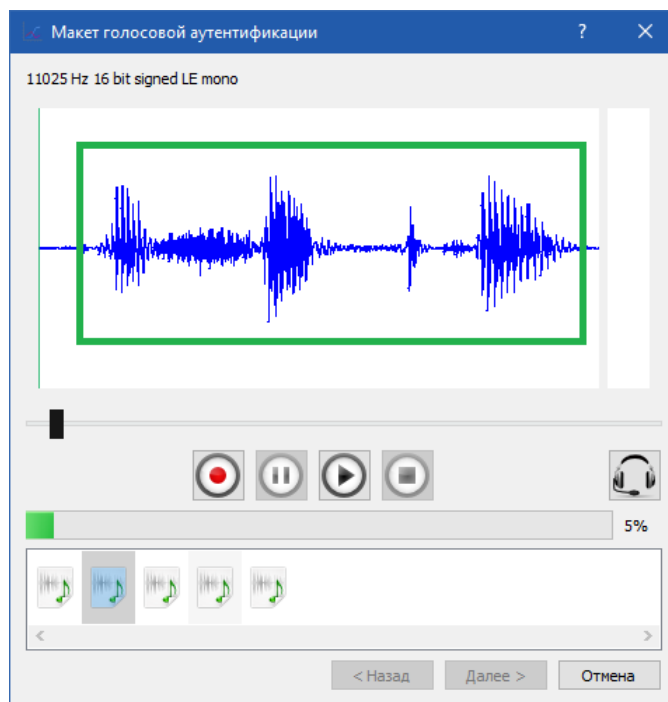 Макет голосовой аутентификации
11025 Hz 16 bit signed LE mono
5%
< Назад
Далее >
Отмена